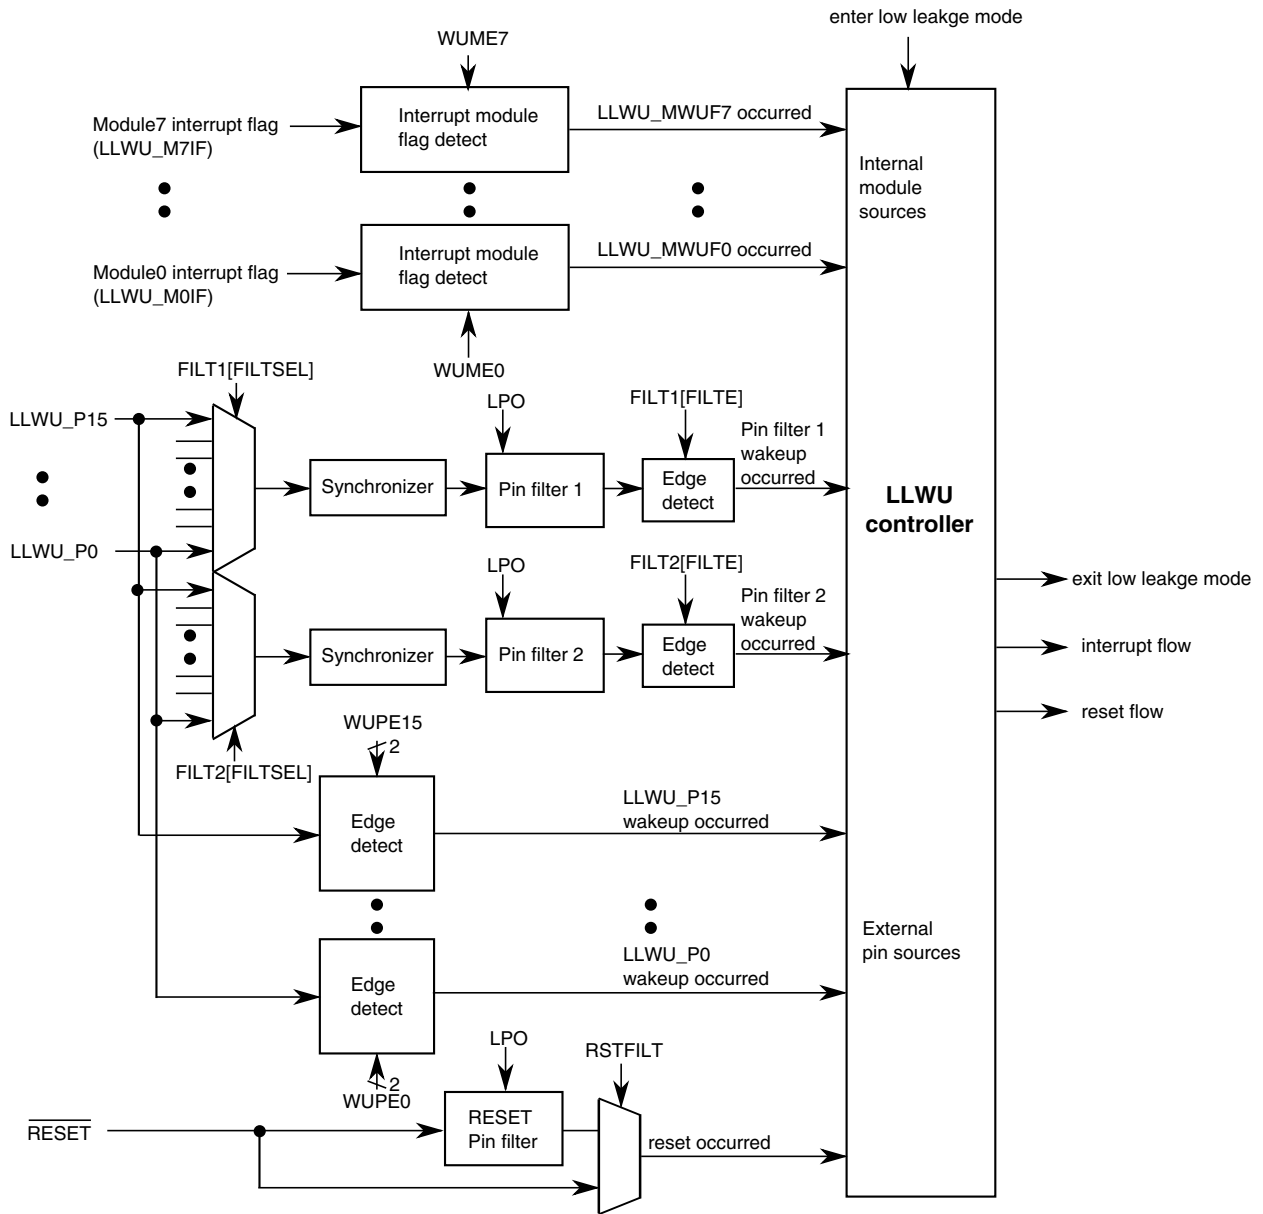 enter low leakge mode
WUME7
Module7 interrupt flag
(LLWU_M7IF)
Interrupt module
flag detect
LLWU_MWUF7 occurred
Internal
module
sources
Module0 interrupt flag
(LLWU_M0IF)
Interrupt module
flag detect
LLWU_MWUF0 occurred
WUME0
FILT1[FILTSEL]
LLWU_P15
LLWU_P0
Synchronizer
LPO
Pin filter 1
FILT1[FILTE]
Edge
detect
Pin filter 1
wakeup
occurred
LLWU
controller
Synchronizer
LPO
Pin filter 2
FILT2[FILTE]
Edge
detect
Pin filter 2
wakeup
occurred
exit low leakge mode
interrupt flow
reset flow
FILT2[FILTSEL]
WUPE15
2
Edge
detect
LLWU_P15
wakeup occurred
External
pin sources
Edge
detect
LLWU_P0
wakeup occurred
2
WUPE0
LPO
RSTFILT
RESET
RESET
Pin filter
reset occurred